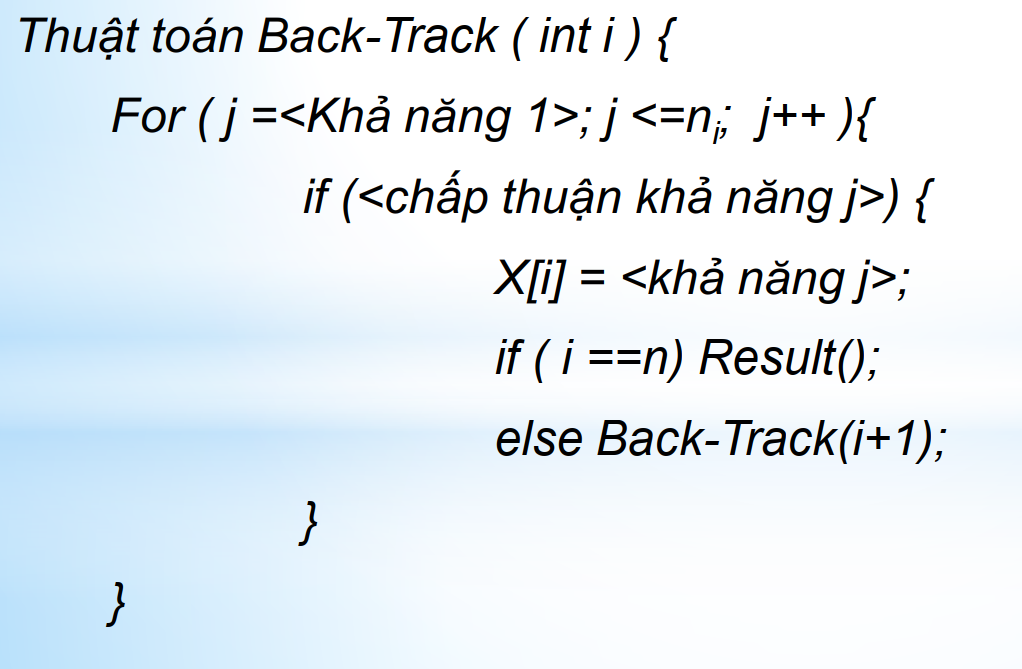 Thuật toán Back-Track ( int i ) {
For ( j =<Khả năng 1>; j <=nᵢ; j++ ){
if (<chấp thuận khả năng j>) {
X[i] = <khả năng j>;
if ( i ==n) Result();
else Back-Track(i+1);
}
}